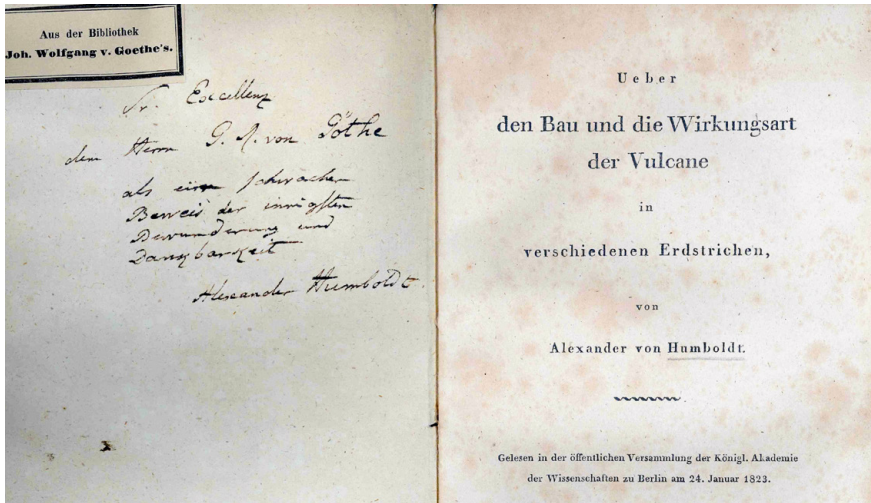 Aus der Bibliothek
Joh. Wolfgang v. Goethe's.
Sr. Excellenz
dem Herrn G. R. von Göthe
als ein schwacher
Beweis der innigsten
Bewunderung und
Dankbarkeit
Alexander Humboldt.
Ueber
den Bau und die Wirkungsart
der Vulcane
in
verschiedenen Erdstrichen,
von
Alexander von Humboldt.
Gelesen in der öffentlichen Versammlung der Königl. Akademie
der Wissenschaften zu Berlin am 24. Januar 1823.